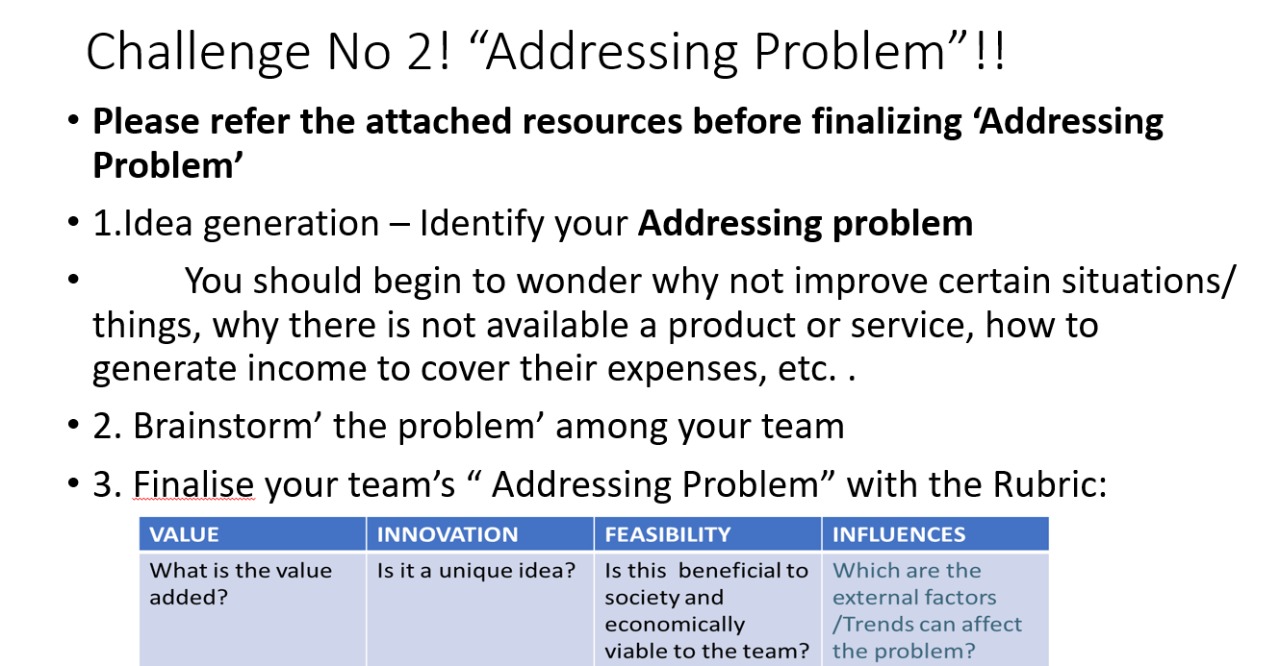 Challenge No 2! “Addressing Problem”!!
• Please refer the attached resources before finalizing ‘Addressing
Problem’
• 1.Idea generation – Identify your Addressing problem
• You should begin to wonder why not improve certain situations/
things, why there is not available a product or service, how to
generate income to cover their expenses, etc. .
• 2. Brainstorm’ the problem’ among your team
• 3. Finalise your team’s “ Addressing Problem” with the Rubric:
VALUE INNOVATION FEASIBILITY INFLUENCES
What is the value Is it a unique idea? Is this beneficial to Which are the
added? society and external factors
economically /Trends can affect
viable to the team? the problem?